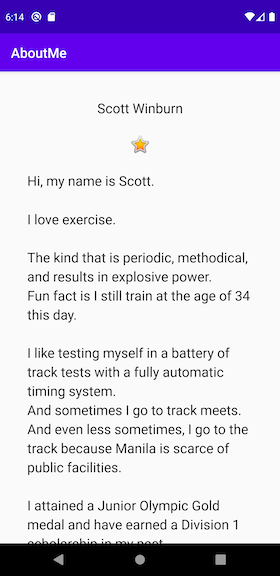 6:14
AboutMe
Scott Winburn
Hi, my name is Scott.
I love exercise.
The kind that is periodic, methodical,
and results in explosive power.
Fun fact is I still train at the age of 34
this day.
I like testing myself in a battery of
track tests with a fully automatic
timing system.
And sometimes I go to track meets.
And even less sometimes, I go to the
track because Manila is scarce of
public facilities.
I attained a Junior Olympic Gold
medal and have earned a Division 1
scholarship in my past